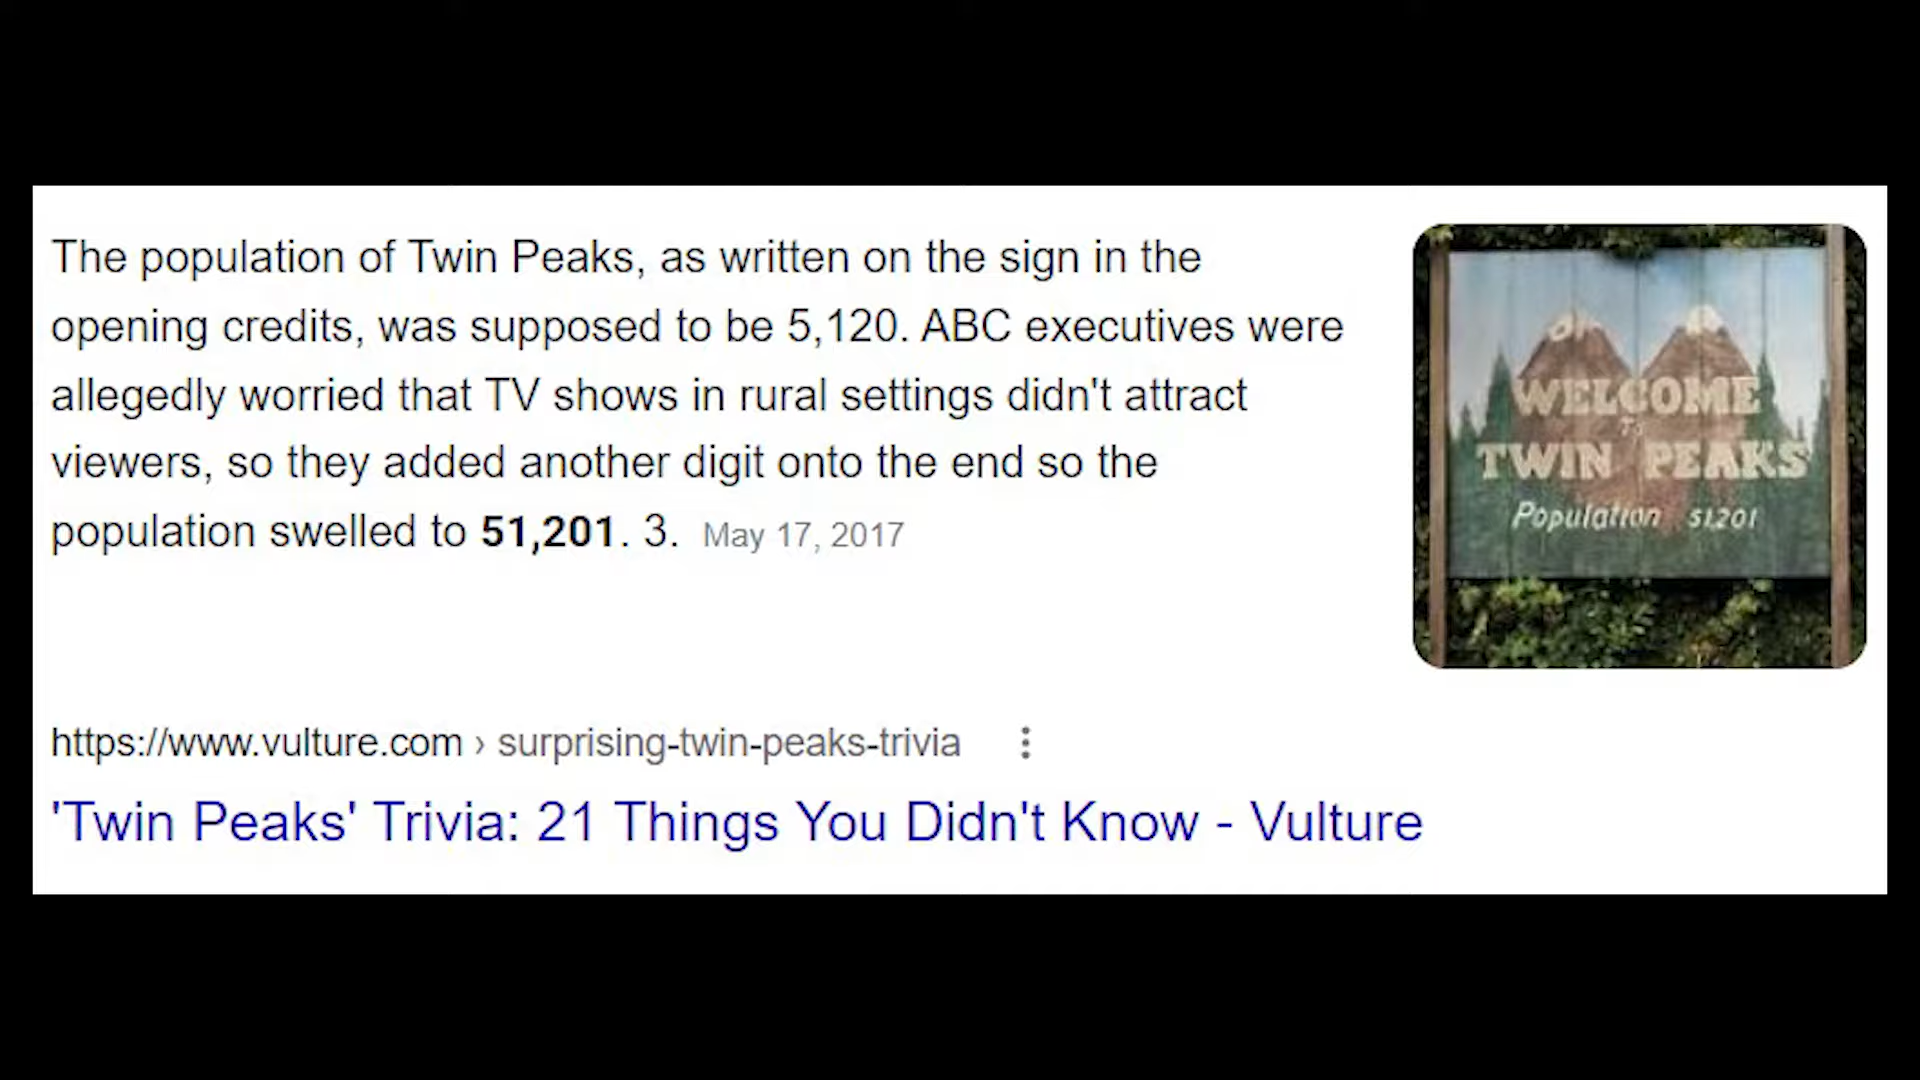 The population of Twin Peaks, as written on the sign in the
opening credits, was supposed to be 5,120. ABC executives were
allegedly worried that TV shows in rural settings didn't attract
viewers, so they added another digit onto the end so the
population swelled to 51,201. 3. May 17, 2017
WELCOME
To
TWIN PEAKS
Population 51,201
https://www.vulture.com › surprising-twin-peaks-trivia
'Twin Peaks' Trivia: 21 Things You Didn't Know - Vulture